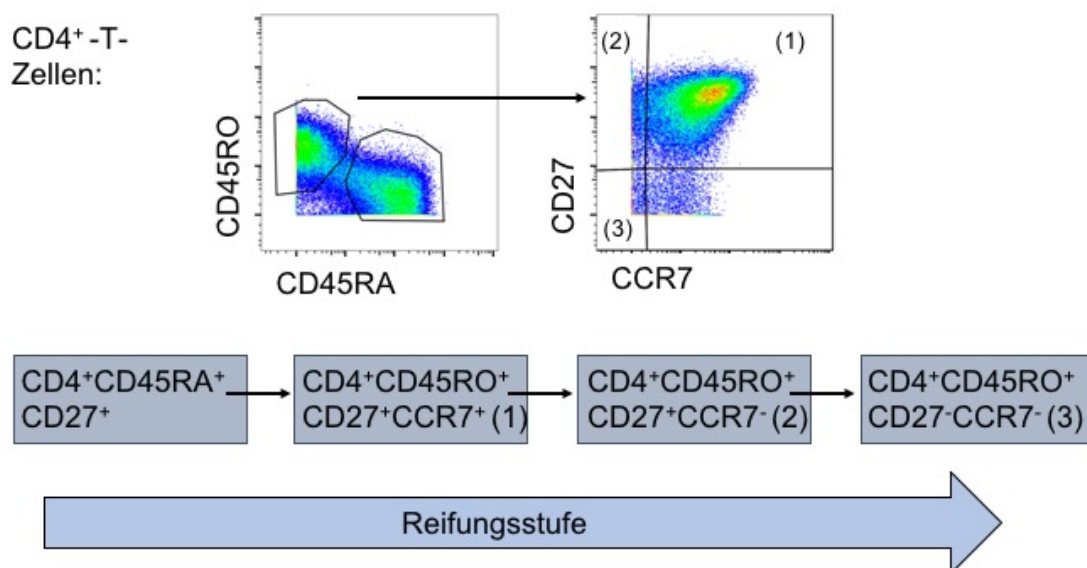 CD4⁺ -T-
Zellen:
CD45RO
CD45RA
(2)
(1)
(3)
CD27
CCR7
CD4⁺CD45RA⁺
CD27⁺
CD4⁺CD45RO⁺
CD27⁺CCR7⁺ (1)
CD4⁺CD45RO⁺
CD27⁺CCR7⁻ (2)
CD4⁺CD45RO⁺
CD27⁻CCR7⁻ (3)
Reifungsstufe